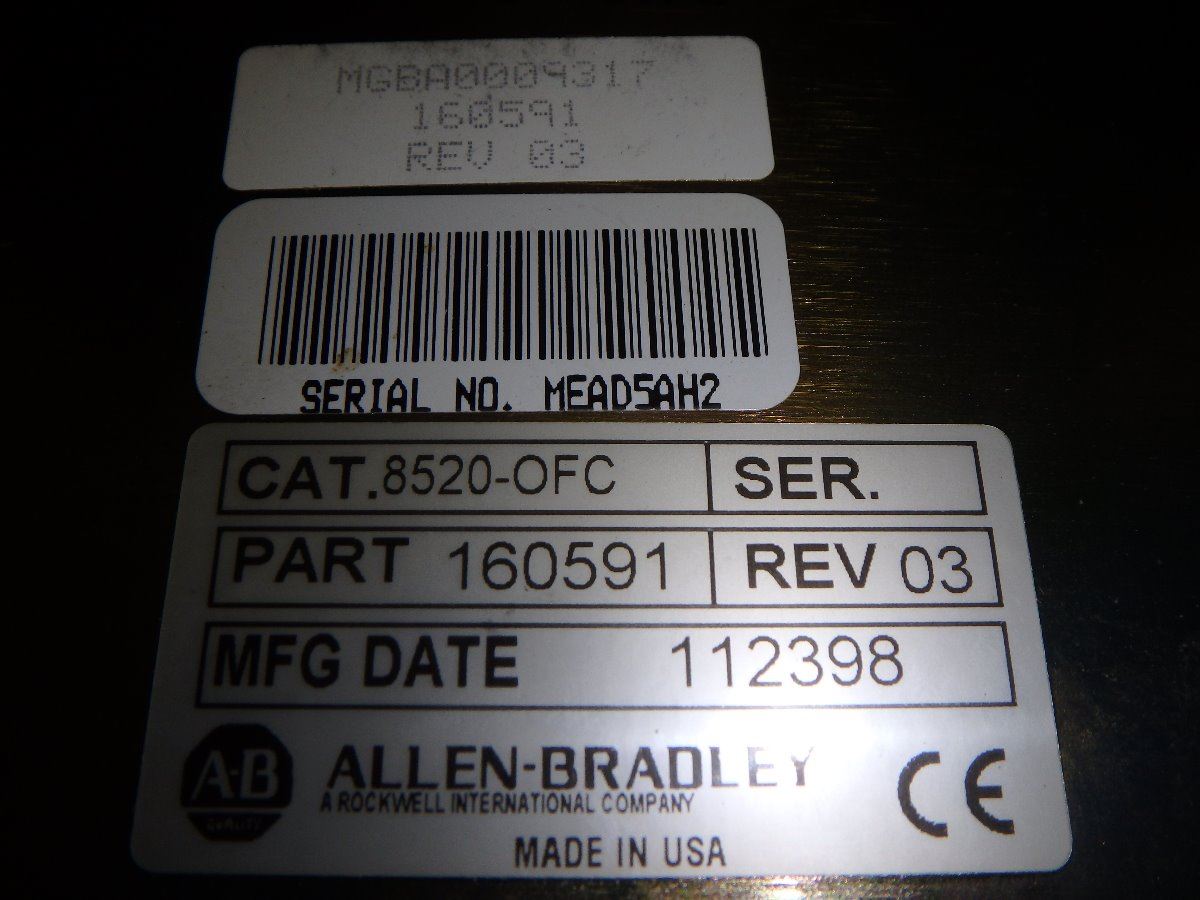 MGBA0009317
160591
REV 03
SERIAL NO. MEAD5AH2
CAT. 8520-OFC SER.
PART 160591 REV 03
MFG DATE 112398
A-B
QUALITY
ALLEN-BRADLEY
A ROCKWELL INTERNATIONAL COMPANY
CE
MADE IN USA